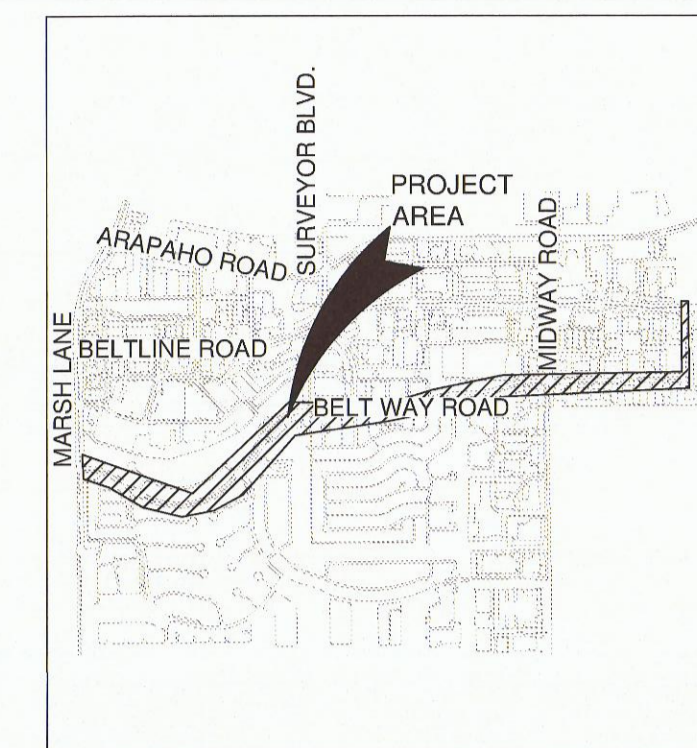 SURVEYOR BLVD.
PROJECT
AREA
ARAPAHO ROAD
MIDWAY ROAD
MARSH LANE
BELTLINE ROAD
BELT WAY ROAD